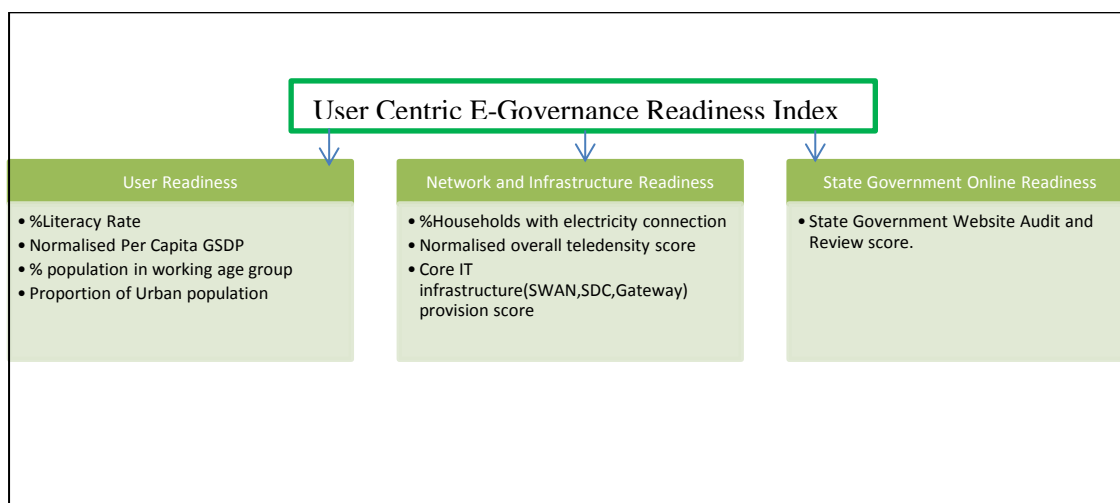 User Centric E-Governance Readiness Index
User Readiness
• %Literacy Rate
• Normalised Per Capita GSDP
• % population in working age group
• Proportion of Urban population
Network and Infrastructure Readiness
• %Households with electricity connection
• Normalised overall teledensity score
• Core IT
infrastructure(SWAN,SDC,Gateway)
provision score
State Government Online Readiness
• State Government Website Audit and
Review score.